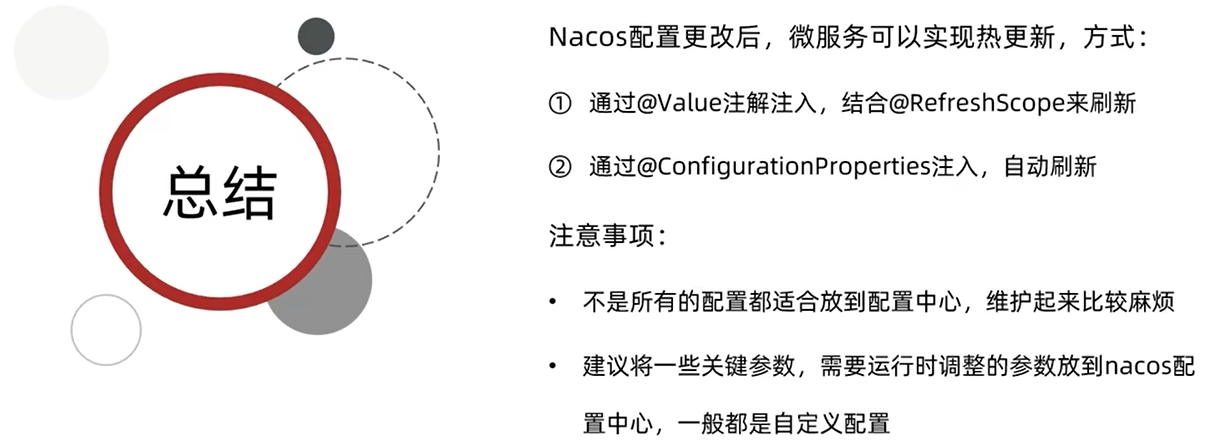 总结
Nacos配置更改后，微服务可以实现热更新，方式：
① 通过@Value注解注入，结合@RefreshScope来刷新
② 通过@ConfigurationProperties注入，自动刷新
注意事项：
• 不是所有的配置都适合放到配置中心，维护起来比较麻烦
• 建议将一些关键参数，需要运行时调整的参数放到nacos配
置中心，一般都是自定义配置